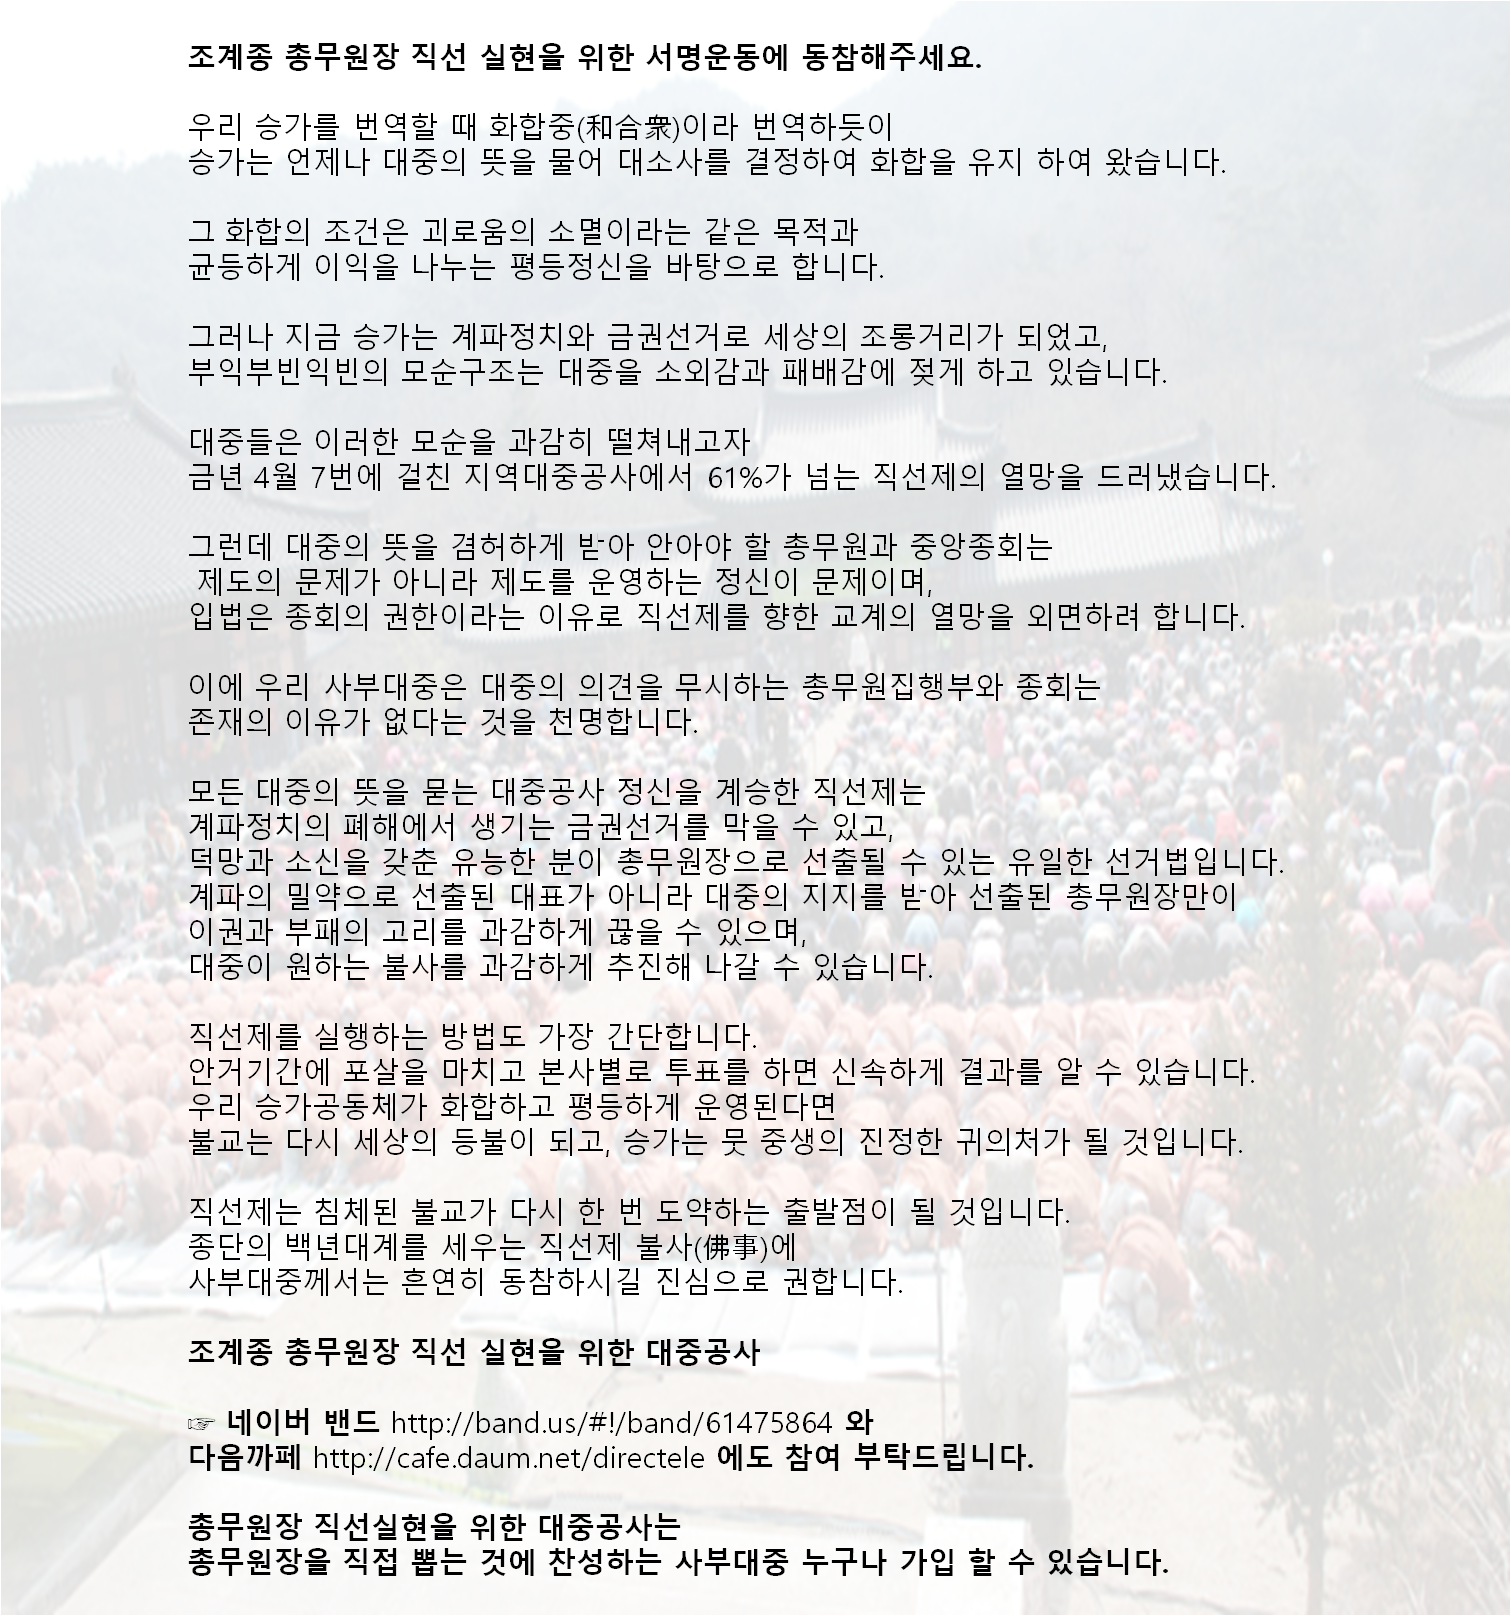 조계종 총무원장 직선 실현을 위한 서명운동에 동참해주세요.
우리 승가를 번역할 때 화합중(和合衆)이라 번역하듯이
승가는 언제나 대중의 뜻을 물어 대소사를 결정하여 화합을 유지 하여 왔습니다.
그 화합의 조건은 괴로움의 소멸이라는 같은 목적과
균등하게 이익을 나누는 평등정신을 바탕으로 합니다.
그러나 지금 승가는 계파정치와 금권선거로 세상의 조롱거리가 되었고,
부익부빈익빈의 모순구조는 대중을 소외감과 패배감에 젖게 하고 있습니다.
대중들은 이러한 모순을 과감히 떨쳐내고자
금년 4월 7번에 걸친 지역대중공사에서 61%가 넘는 직선제의 열망을 드러냈습니다.
그런데 대중의 뜻을 겸허하게 받아 안아야 할 총무원과 중앙종회는
제도의 문제가 아니라 제도를 운영하는 정신이 문제이며,
입법은 종회의 권한이라는 이유로 직선제를 향한 교계의 열망을 외면하려 합니다.
이에 우리 사부대중은 대중의 의견을 무시하는 총무원집행부와 종회는
존재의 이유가 없다는 것을 천명합니다.
모든 대중의 뜻을 묻는 대중공사 정신을 계승한 직선제는
계파정치의 폐해에서 생기는 금권선거를 막을 수 있고,
덕망과 소신을 갖춘 유능한 분이 총무원장으로 선출될 수 있는 유일한 선거법입니다.
계파의 밀약으로 선출된 대표가 아니라 대중의 지지를 받아 선출된 총무원장만이
이권과 부패의 고리를 과감하게 끊을 수 있으며,
대중이 원하는 불사를 과감하게 추진해 나갈 수 있습니다.
직선제를 실행하는 방법도 가장 간단합니다.
안거기간에 포살을 마치고 본사별로 투표를 하면 신속하게 결과를 알 수 있습니다.
우리 승가공동체가 화합하고 평등하게 운영된다면
불교는 다시 세상의 등불이 되고, 승가는 뭇 중생의 진정한 귀의처가 될 것입니다.
직선제는 침체된 불교가 다시 한 번 도약하는 출발점이 될 것입니다.
종단의 백년대계를 세우는 직선제 불사(佛事)에
사부대중께서는 흔연히 동참하시길 진심으로 권합니다.
조계종 총무원장 직선 실현을 위한 대중공사
☞ 네이버 밴드 http://band.us/#!/band/61475864 와
다음까페 http://cafe.daum.net/directele 에도 참여 부탁드립니다.
총무원장 직선실현을 위한 대중공사는
총무원장을 직접 뽑는 것에 찬성하는 사부대중 누구나 가입 할 수 있습니다.